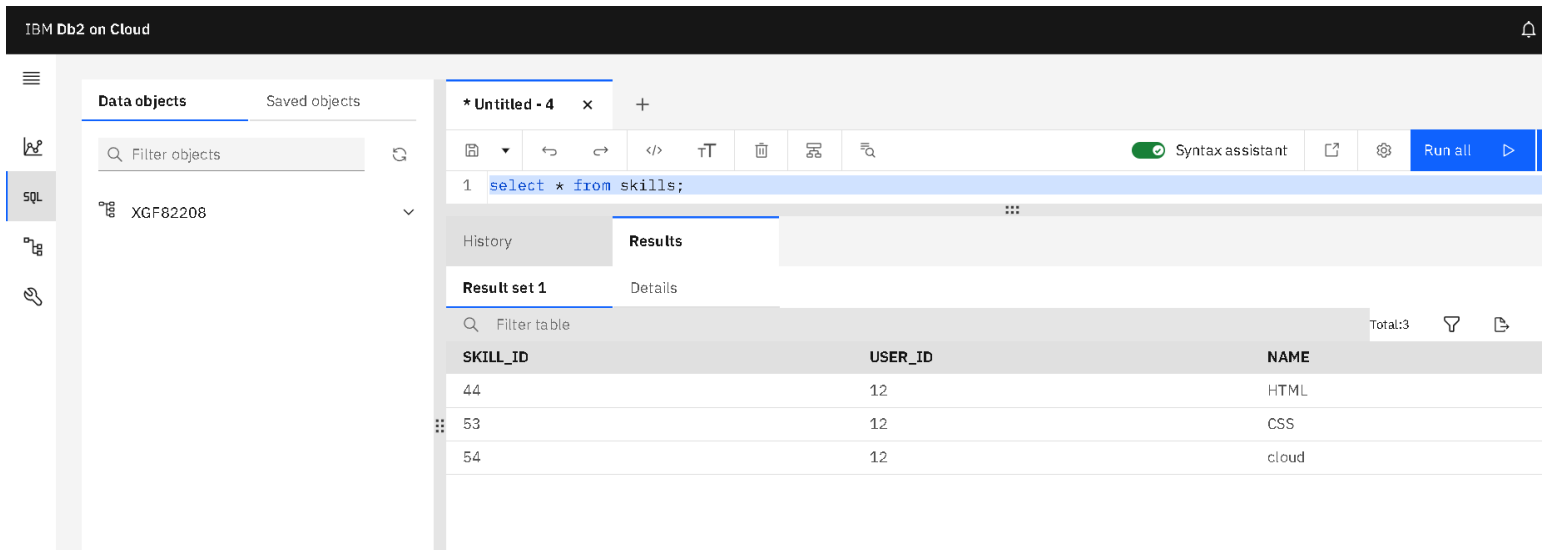 IBM Db2 on Cloud
Data objects Saved objects
Filter objects
XGF82208
* Untitled - 4
Syntax assistant
Run all
SQL
1 select * from skills;
History Results
Result set 1 Details
Filter table
Total:3
SKILL_ID USER_ID NAME
44 12 HTML
53 12 CSS
54 12 cloud